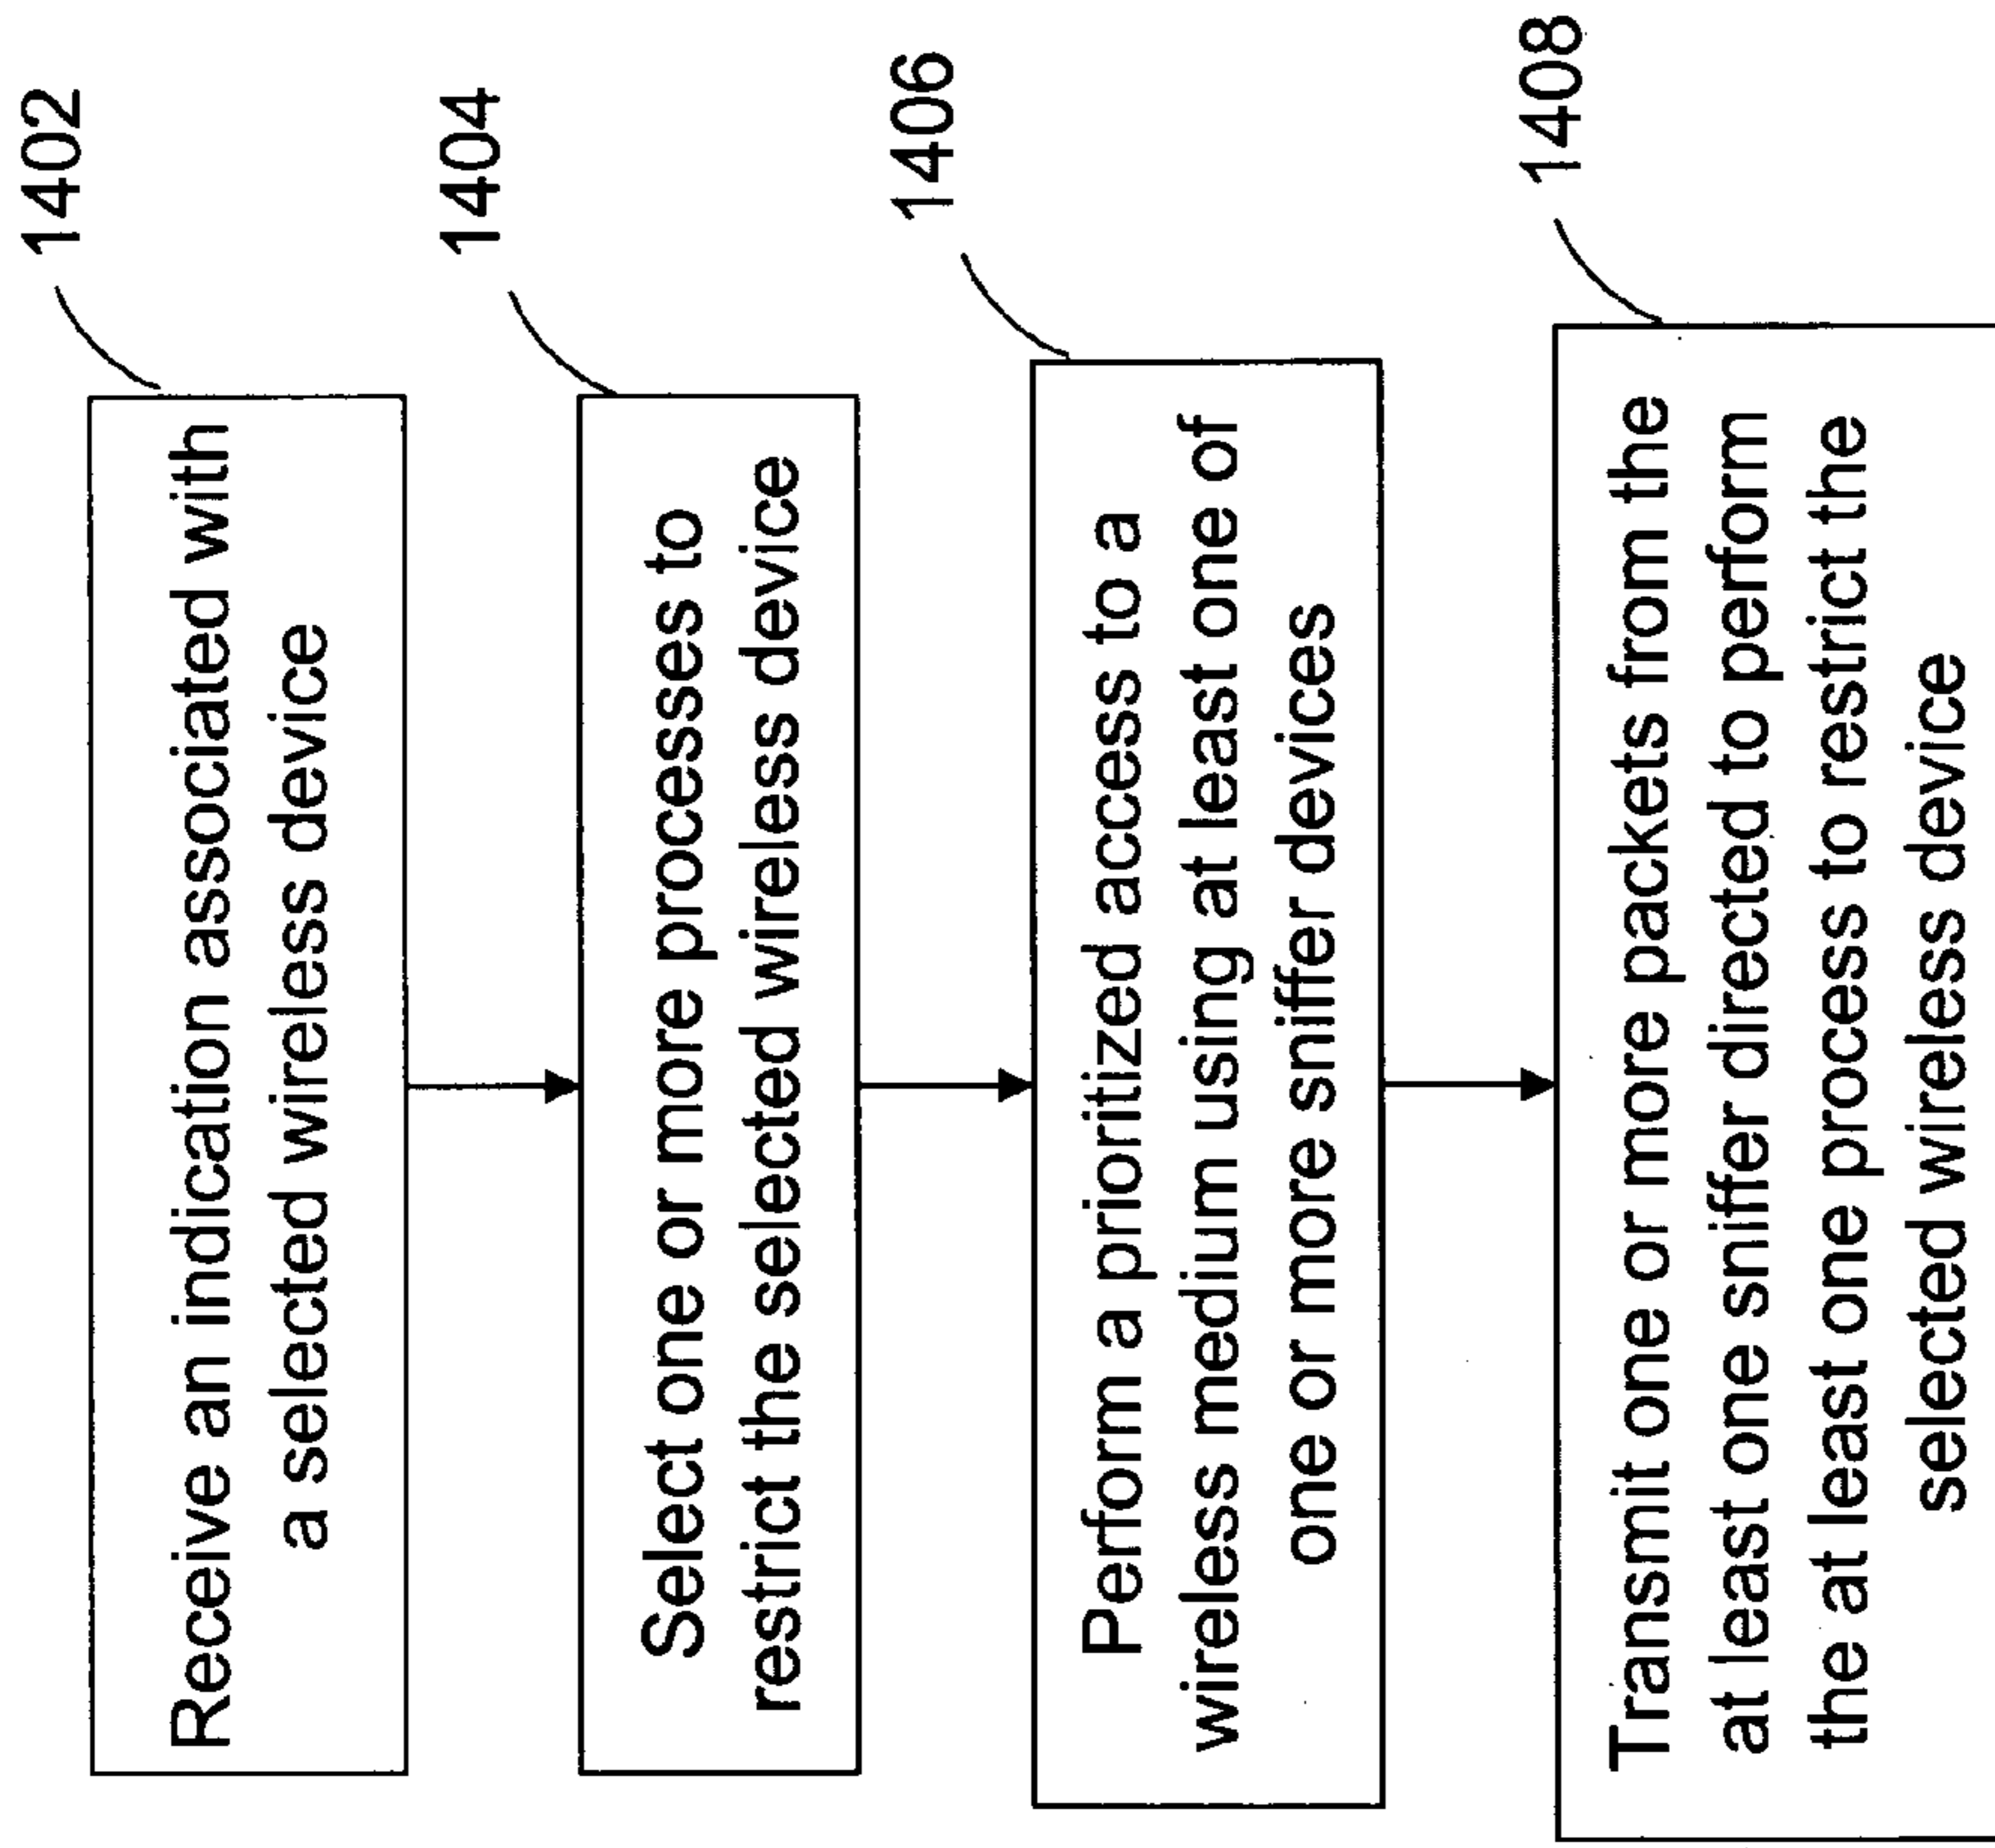 1402
Receive an indication associated with
a selected wireless device
1404
Select one or more processes to
restrict the selected wireless device
1406
Perform a prioritized access to a
wireless medium using at least one of
one or more sniffer devices
1408
Transmit one or more packets from the
at least one sniffer directed to perform
the at least one process to restrict the
selected wireless device